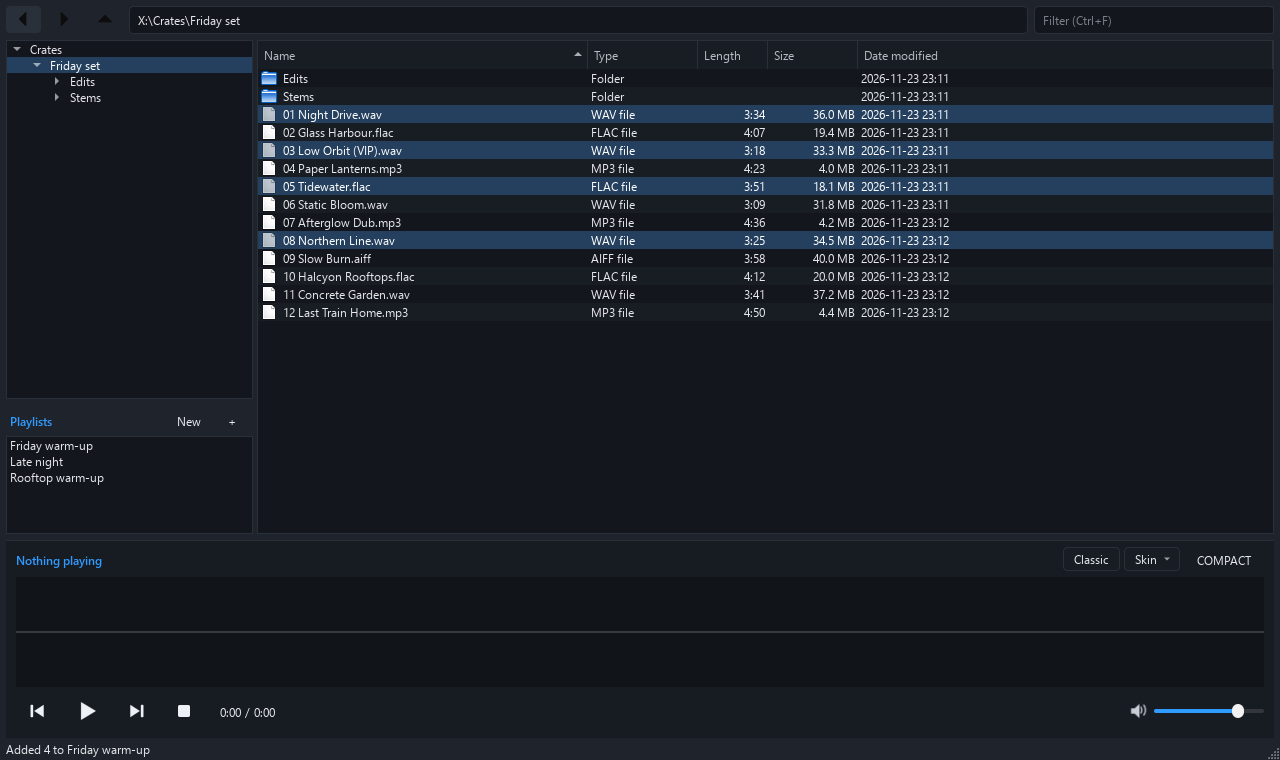 X:\Crates\Friday set
Filter (Ctrl+F)
Crates
Friday set
Edits
Stems
Name Type Length Size Date modified
Edits Folder 2026-11-23 23:11
Stems Folder 2026-11-23 23:11
01 Night Drive.wav WAV file 3:34 36.0 MB 2026-11-23 23:11
02 Glass Harbour.flac FLAC file 4:07 19.4 MB 2026-11-23 23:11
03 Low Orbit (VIP).wav WAV file 3:18 33.3 MB 2026-11-23 23:11
04 Paper Lanterns.mp3 MP3 file 4:23 4.0 MB 2026-11-23 23:11
05 Tidewater.flac FLAC file 3:51 18.1 MB 2026-11-23 23:11
06 Static Bloom.wav WAV file 3:09 31.8 MB 2026-11-23 23:11
07 Afterglow Dub.mp3 MP3 file 4:36 4.2 MB 2026-11-23 23:12
08 Northern Line.wav WAV file 3:25 34.5 MB 2026-11-23 23:12
09 Slow Burn.aiff AIFF file 3:58 40.0 MB 2026-11-23 23:12
10 Halcyon Rooftops.flac FLAC file 4:12 20.0 MB 2026-11-23 23:12
11 Concrete Garden.wav WAV file 3:41 37.2 MB 2026-11-23 23:12
12 Last Train Home.mp3 MP3 file 4:50 4.4 MB 2026-11-23 23:12
Playlists New +
Friday warm-up
Late night
Rooftop warm-up
Nothing playing
Classic Skin COMPACT
0:00 / 0:00
Added 4 to Friday warm-up